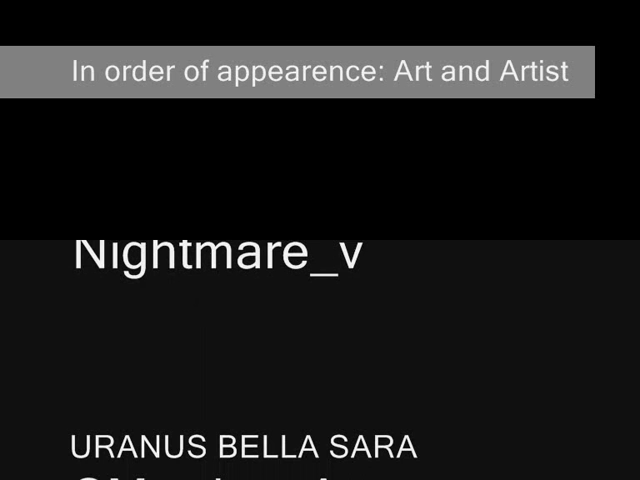 In order of appearence: Art and Artist
Nightmare_v
URANUS BELLA SARA